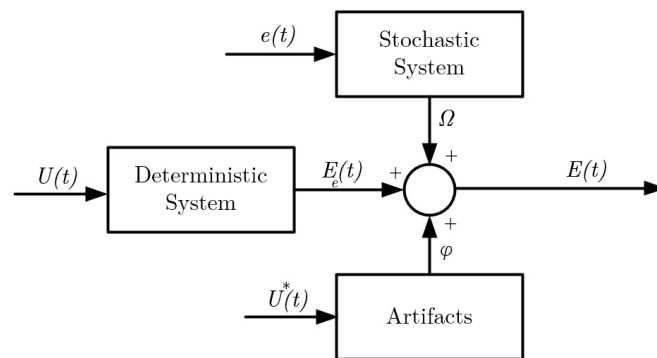 e(t)
Stochastic
System
Ω
+
U(t)
Deterministic
System
E_e(t)
+
E(t)
+
φ
U*(t)
Artifacts